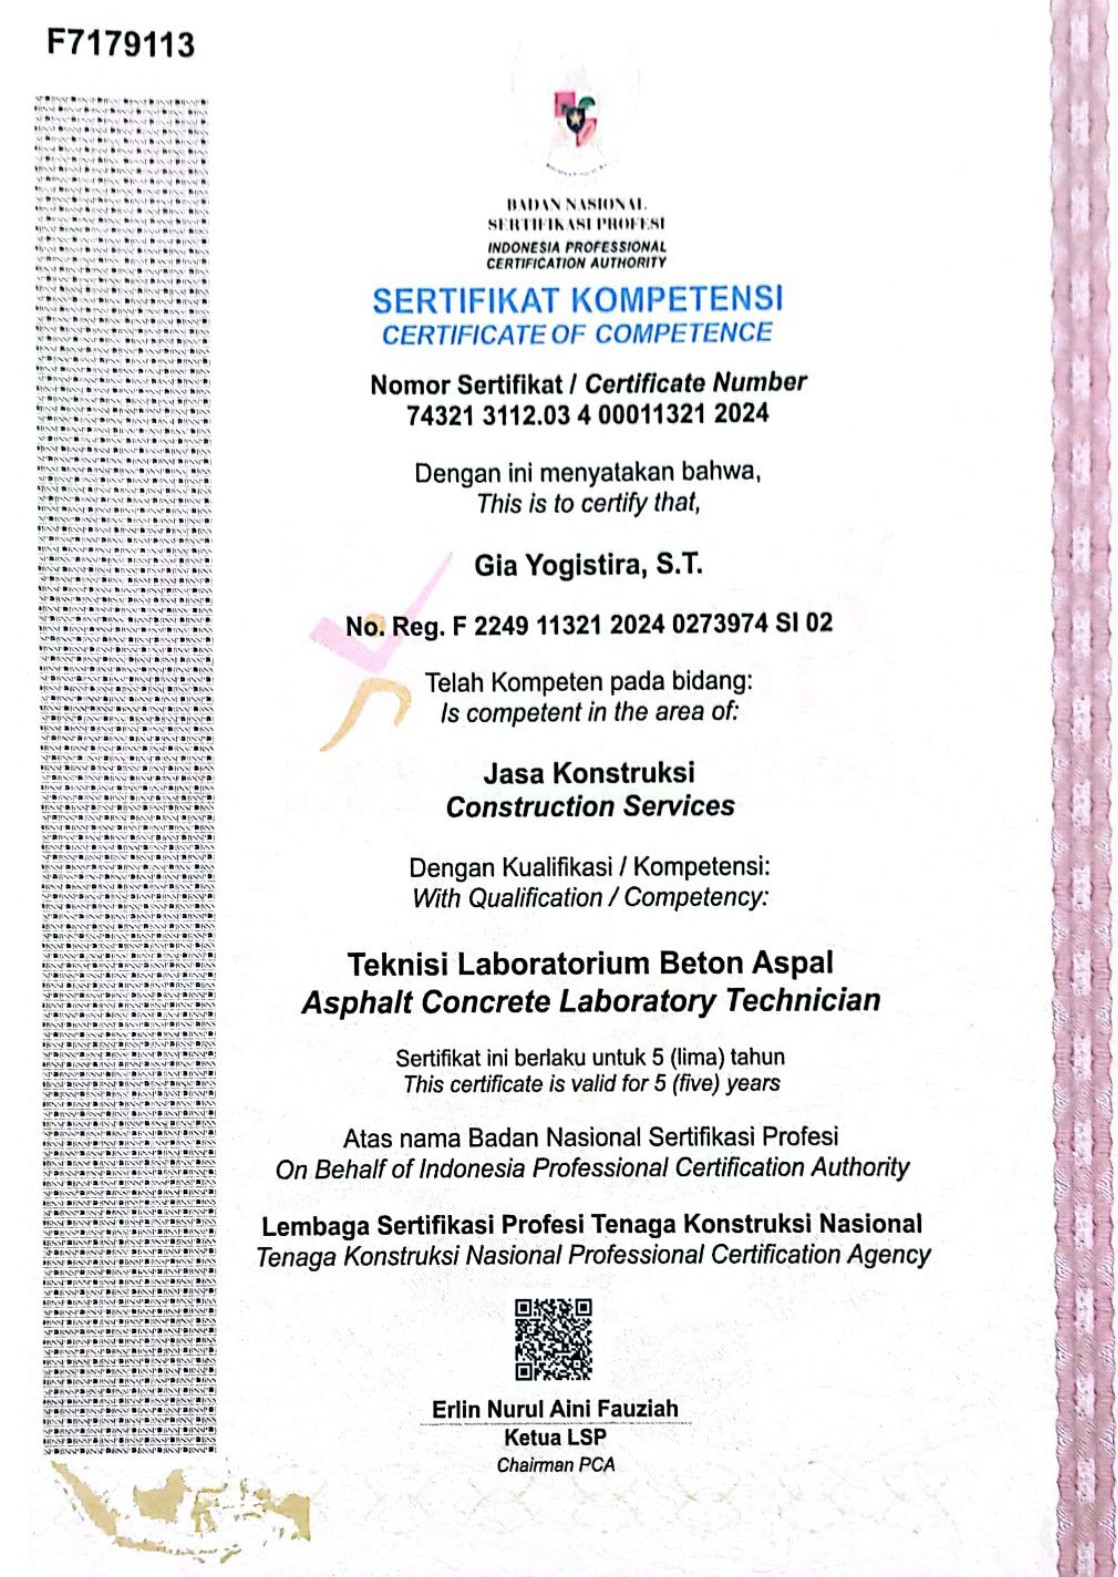 F7179113
BADAN NASIONAL
SERTIFIKASI PROFESI
INDONESIA PROFESSIONAL
CERTIFICATION AUTHORITY
SERTIFIKAT KOMPETENSI
CERTIFICATE OF COMPETENCE
Nomor Sertifikat / Certificate Number
74321 3112.03 4 00011321 2024
Dengan ini menyatakan bahwa,
This is to certify that,
Gia Yogistira, S.T.
No. Reg. F 2249 11321 2024 0273974 SI 02
Telah Kompeten pada bidang:
Is competent in the area of:
Jasa Konstruksi
Construction Services
Dengan Kualifikasi / Kompetensi:
With Qualification / Competency:
Teknisi Laboratorium Beton Aspal
Asphalt Concrete Laboratory Technician
Sertifikat ini berlaku untuk 5 (lima) tahun
This certificate is valid for 5 (five) years
Atas nama Badan Nasional Sertifikasi Profesi
On Behalf of Indonesia Professional Certification Authority
Lembaga Sertifikasi Profesi Tenaga Konstruksi Nasional
Tenaga Konstruksi Nasional Professional Certification Agency
Erlin Nurul Aini Fauziah
Ketua LSP
Chairman PCA